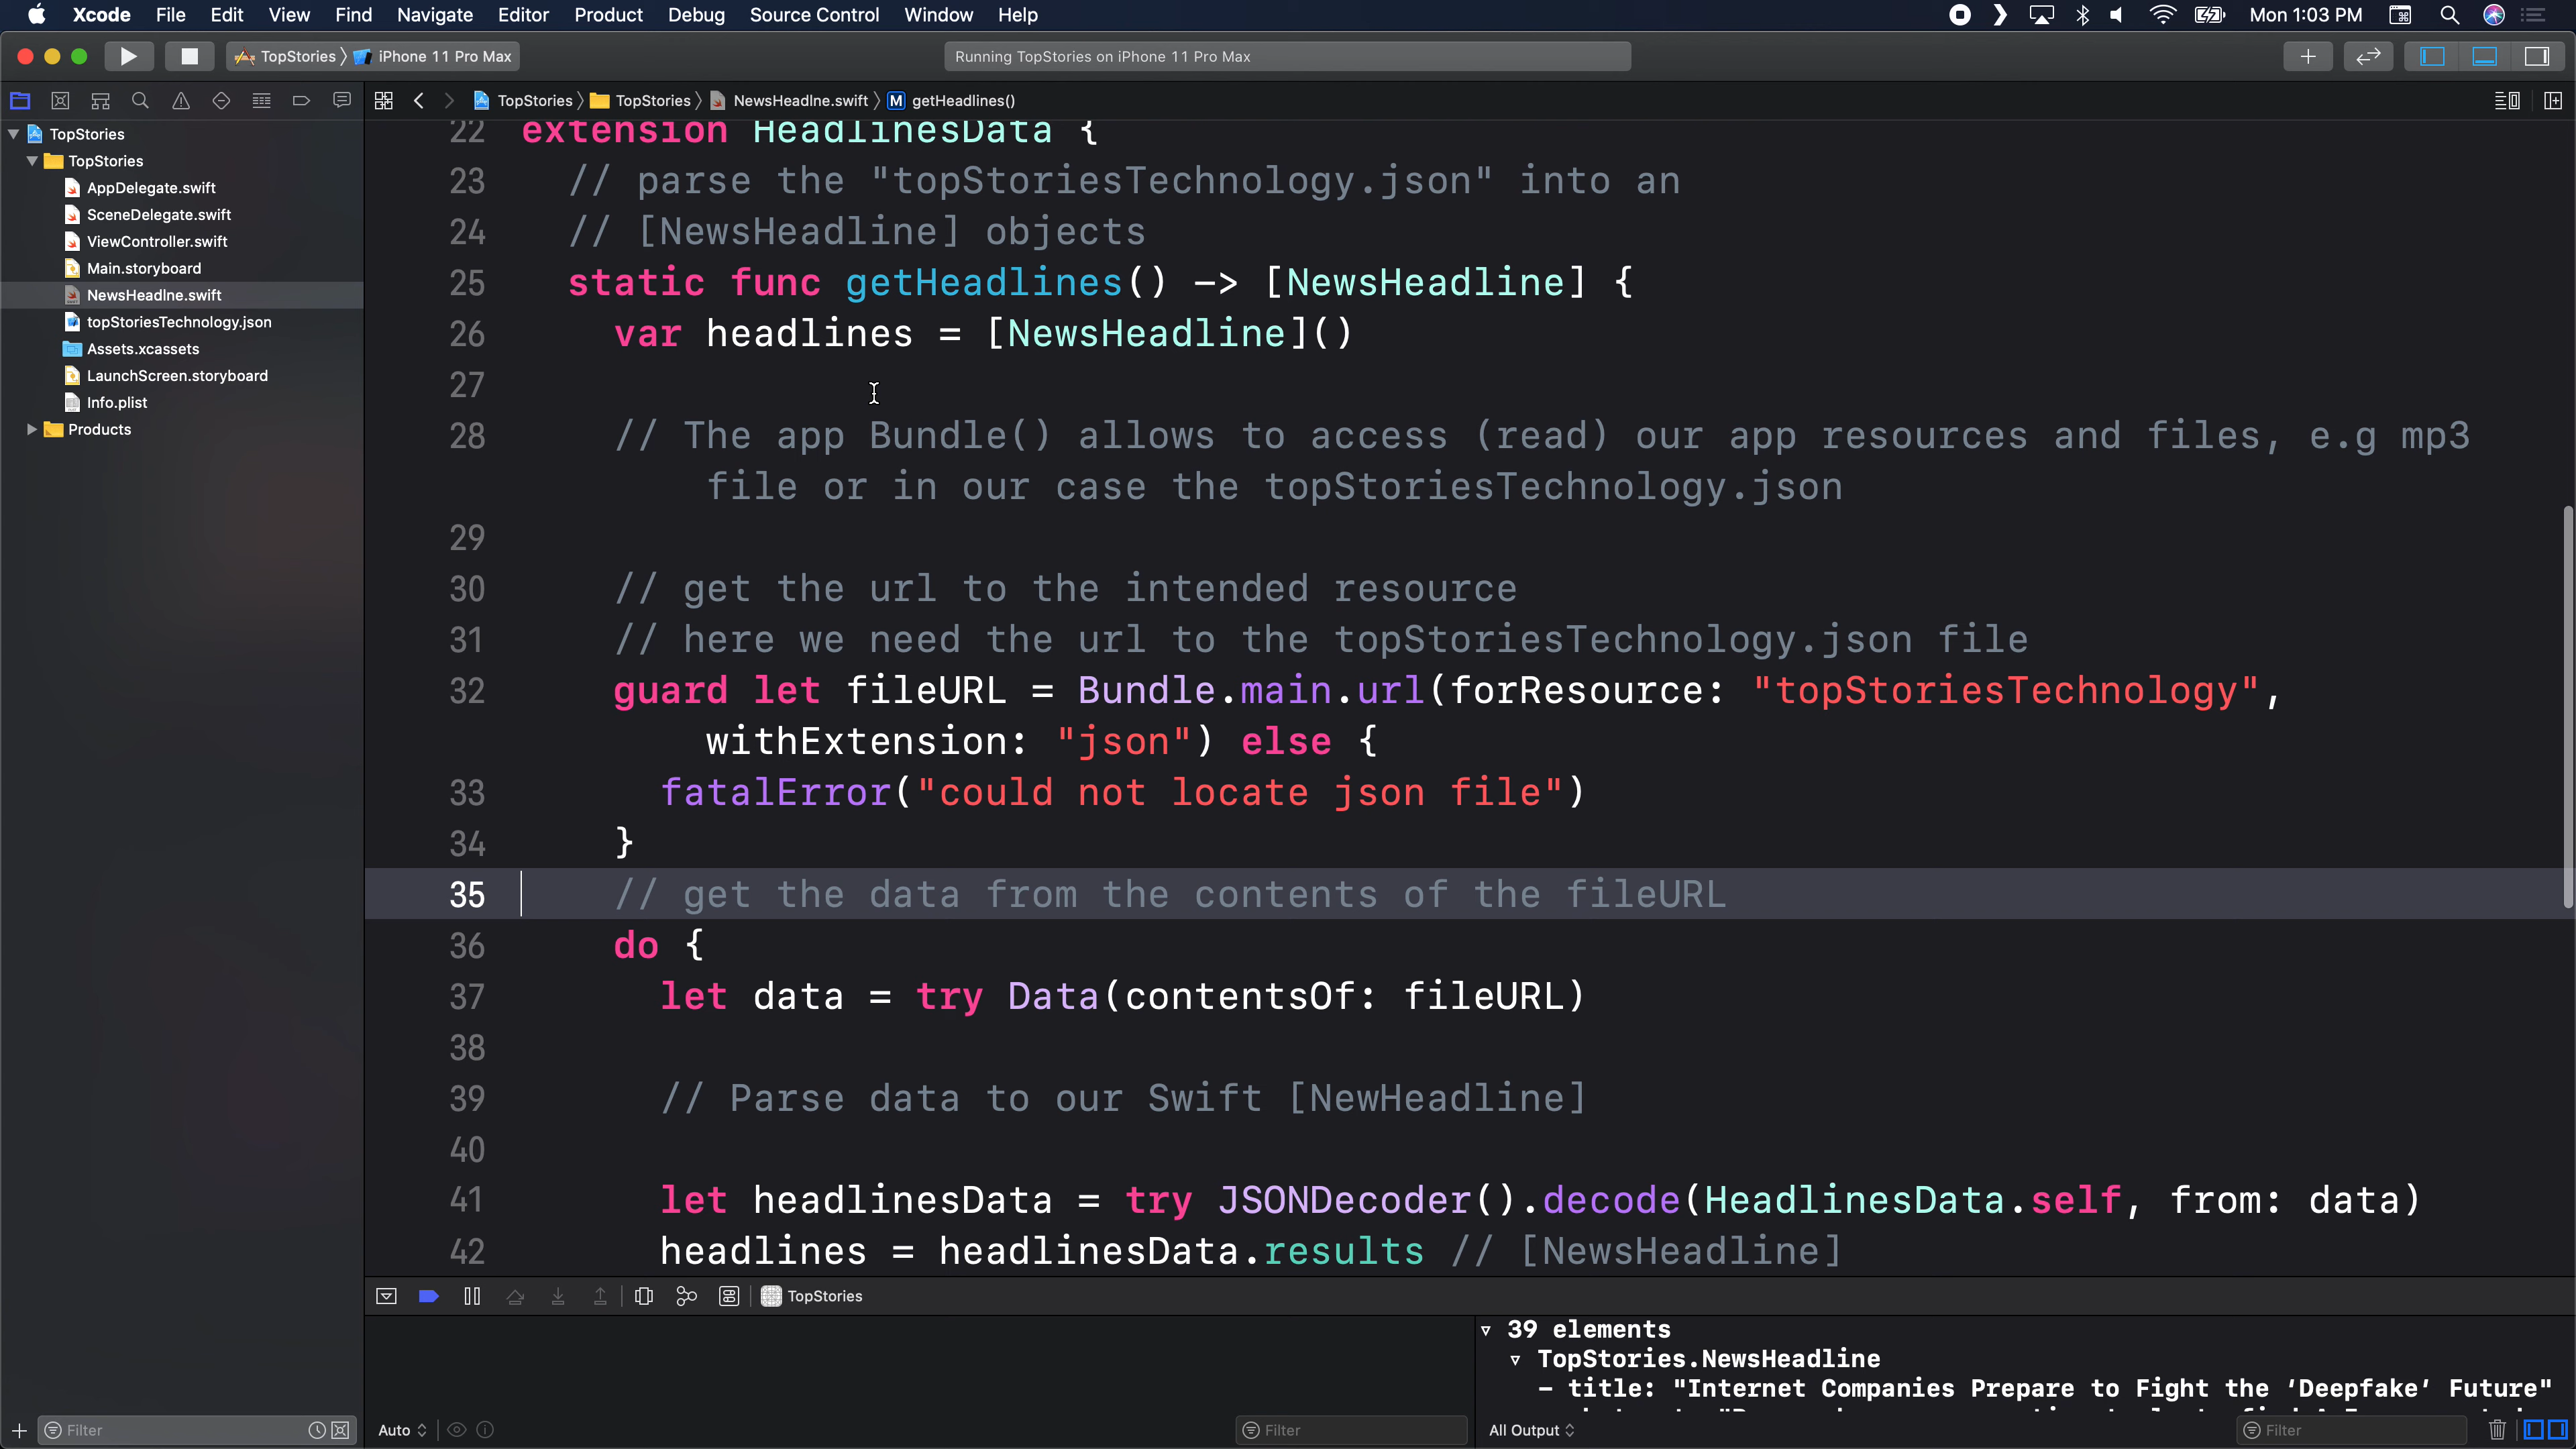 Xcode File Edit View Find Navigate Editor Product Debug Source Control Window Help Mon 1:03 PM
TopStories iPhone 11 Pro Max Running TopStories on iPhone 11 Pro Max
TopStories TopStories NewsHeadlne.swift M getHeadlines()
TopStories
TopStories
AppDelegate.swift
SceneDelegate.swift
ViewController.swift
Main.storyboard
NewsHeadlne.swift
topStoriesTechnology.json
Assets.xcassets
LaunchScreen.storyboard
Info.plist
Products
Filter
22 extension HeadlinesData {
23 // parse the "topStoriesTechnology.json" into an
24 // [NewsHeadline] objects
25 static func getHeadlines() -> [NewsHeadline] {
26 var headlines = [NewsHeadline]()
27
28 // The app Bundle() allows to access (read) our app resources and files, e.g mp3
file or in our case the topStoriesTechnology.json
29
30 // get the url to the intended resource
31 // here we need the url to the topStoriesTechnology.json file
32 guard let fileURL = Bundle.main.url(forResource: "topStoriesTechnology",
withExtension: "json") else {
33 fatalError("could not locate json file")
34 }
35 // get the data from the contents of the fileURL
36 do {
37 let data = try Data(contentsOf: fileURL)
38
39 // Parse data to our Swift [NewHeadline]
40
41 let headlinesData = try JSONDecoder().decode(HeadlinesData.self, from: data)
42 headlines = headlinesData.results // [NewsHeadline]
TopStories
39 elements
TopStories.NewsHeadline
- title: "Internet Companies Prepare to Fight the ‘Deepfake’ Future"
Auto Filter All Output Filter